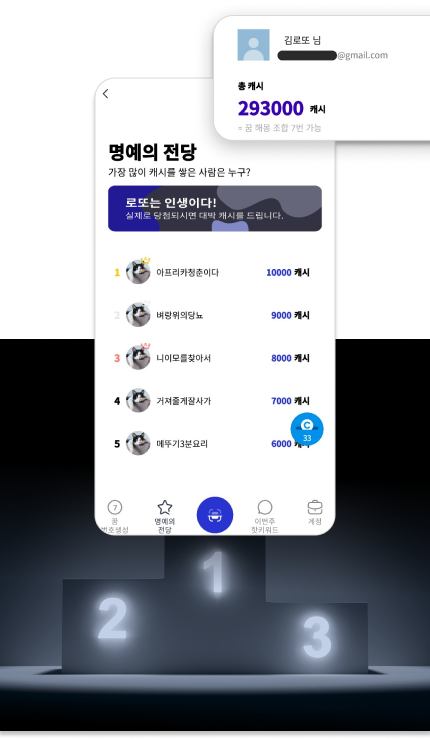 김로또 님
@gmail.com
총 캐시
293000 캐시
= 꿈 해몽 조합 7번 가능
명예의 전당
가장 많이 캐시를 쌓은 사람은 누구?
로또는 인생이다!
실제로 당첨되시면 대박 캐시를 드립니다.
1 아프리카청춘이다 10000 캐시
2 벼랑위의당뇨 9000 캐시
3 니이모를찾아서 8000 캐시
4 거져줄게잘사가 7000 캐시
5 메뚜기3분요리 6000 캐시
C
33
7
꿈
번호생성
명예의
전당
이번주
핫키워드
계정
1
2
3